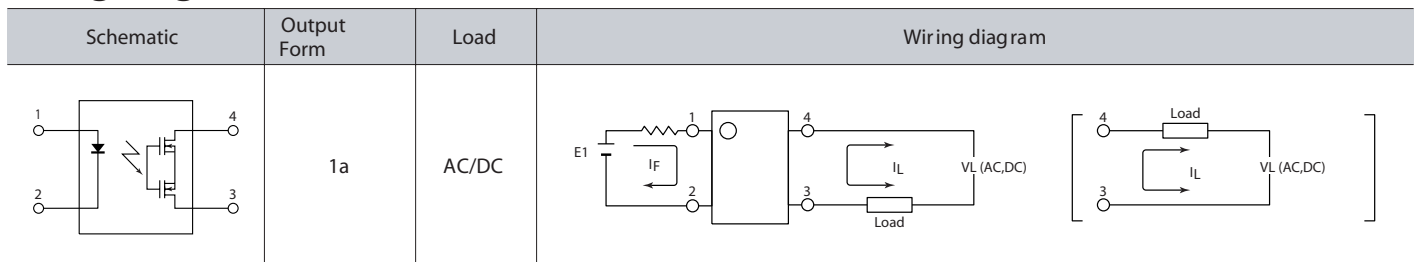 Schematic
Output
Form
Load
Wiring diagram
1
4
2
3
1a
AC/DC
E1
IF
1
2
4
3
IL
VL (AC,DC)
Load
4
Load
IL
VL (AC,DC)
3